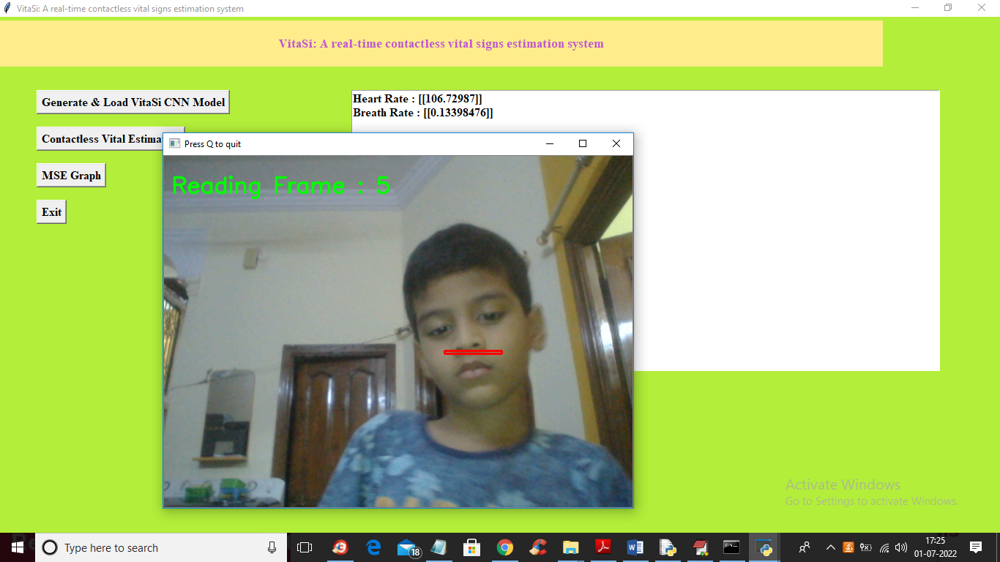 VitaSi: A real-time contactless vital signs estimation system
VitaSi: A real-time contactless vital signs estimation system
Generate & Load VitaSi CNN Model
Heart Rate : [[106.72987]]
Breath Rate : [[0.13398476]]
Contactless Vital Estima
Press Q to quit
MSE Graph
Reading Frame : 5
Exit
Activate Windows
Go to Settings to activate Windows.
Type here to search
18
17:25
01-07-2022